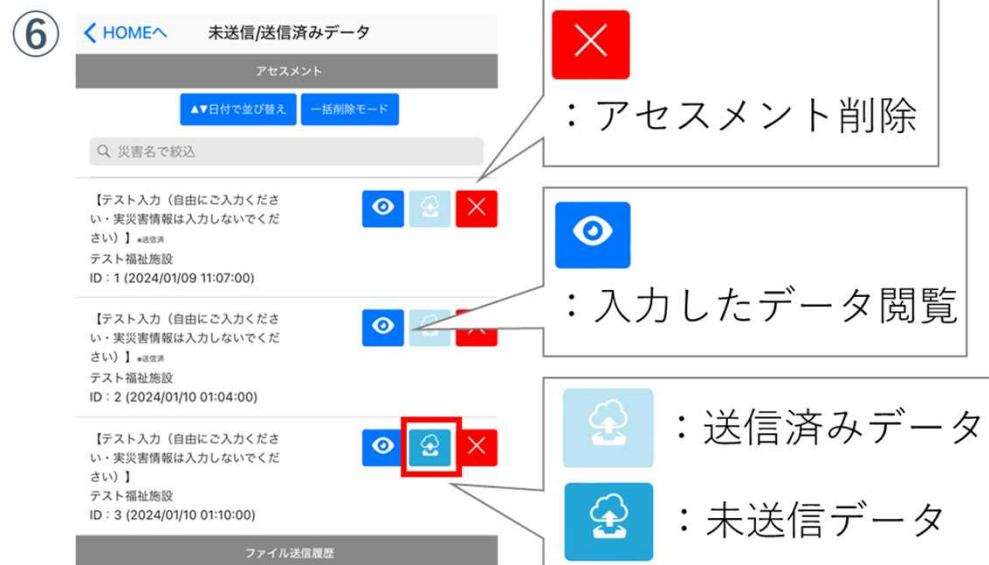 ⑥
HOMEへ 未送信/送信済みデータ
アセスメント
▲▼日付で並び替え 一括削除モード
災害名で絞込
【テスト入力（自由にご入力くださ
い・実災害情報は入力しないでくだ
さい）】※送信済
テスト福祉施設
ID：1 (2024/01/09 11:07:00)
【テスト入力（自由にご入力くださ
い・実災害情報は入力しないでくだ
さい）】※送信済
テスト福祉施設
ID：2 (2024/01/10 01:04:00)
【テスト入力（自由にご入力くださ
い・実災害情報は入力しないでくだ
さい）】
テスト福祉施設
ID：3 (2024/01/10 01:10:00)
ファイル送信履歴
：アセスメント削除
：入力したデータ閲覧
：送信済みデータ
：未送信データ